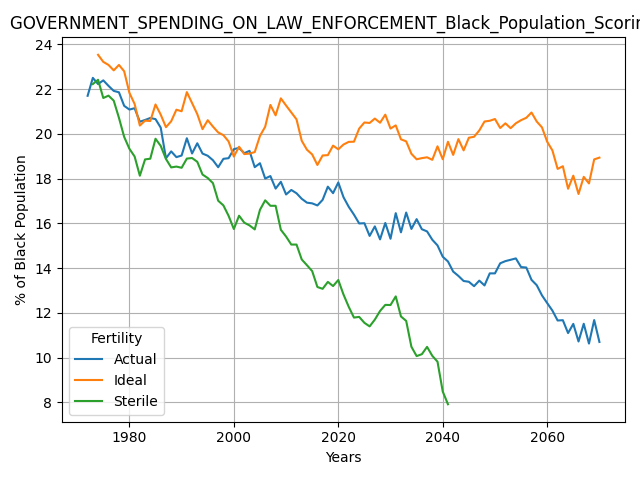 GOVERNMENT_SPENDING_ON_LAW_ENFORCEMENT_Black_Population_Scorin
24
22
20
18
16
14
12
10
8
% of Black Population
Fertility
Actual
Ideal
Sterile
1980
2000
2020
2040
2060
Years